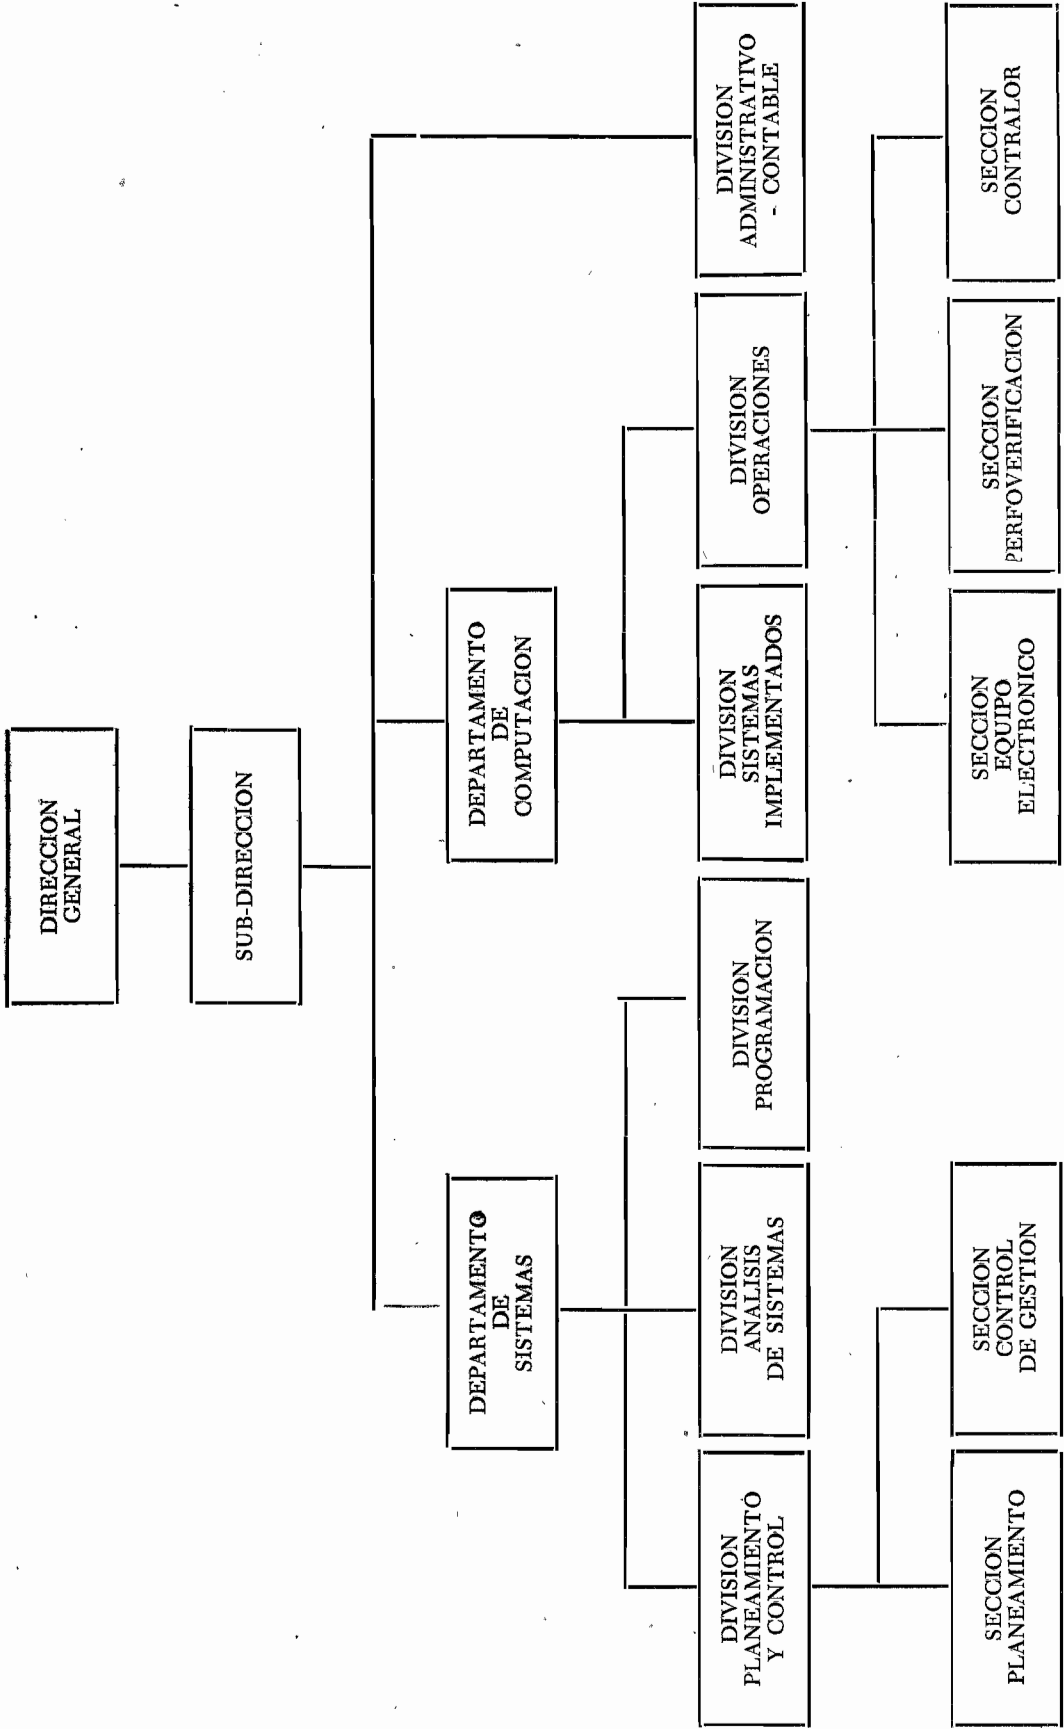 DIRECCION
GENERAL
SUB-DIRECCION
DEPARTAMENTO
DE
SISTEMAS
DEPARTAMENTO
DE
COMPUTACION
DIVISION
PLANEAMIENTO
Y CONTROL
DIVISION
ANALISIS
DE SISTEMAS
DIVISION
PROGRAMACION
DIVISION
SISTEMAS
IMPLEMENTADOS
DIVISION
OPERACIONES
DIVISION
ADMINISTRATIVO
- CONTABLE
SECCION
PLANEAMIENTO
SECCION
CONTROL
DE GESTION
SECCION
EQUIPO
ELECTRONICO
SECCION
PERFOVERIFICACION
SECCION
CONTRALOR